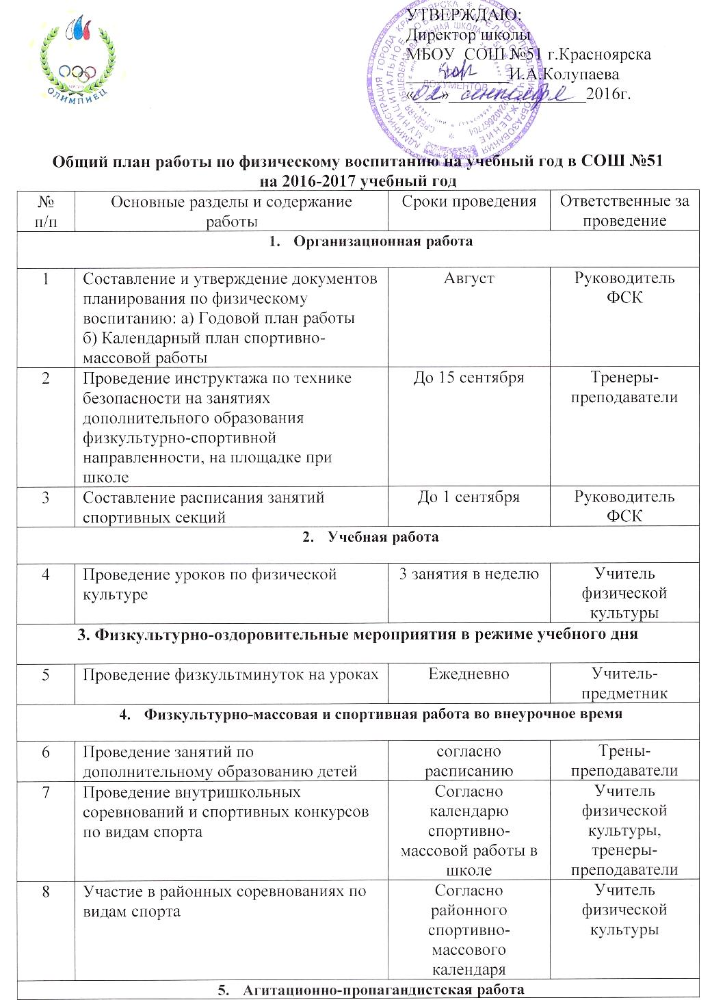 УТВЕРЖДАЮ:
Директор школы
МБОУ СОШ №51 г.Красноярска
И.А.Колупаева
«02» сентября 2016г.
ДОКУМЕНТОВ
ОЛИМПИЕЦ
Общий план работы по физическому воспитанию на учебный год в СОШ №51
на 2016-2017 учебный год
№ п/п
Основные разделы и содержание
работы
Сроки проведения
Ответственные за
проведение
1. Организационная работа
1
Составление и утверждение документов
планирования по физическому
воспитанию: а) Годовой план работы
б) Календарный план спортивно-
массовой работы
Август
Руководитель
ФСК
2
Проведение инструктажа по технике
безопасности на занятиях
дополнительного образования
физкультурно-спортивной
направленности, на площадке при
школе
До 15 сентября
Тренеры-
преподаватели
3
Составление расписания занятий
спортивных секций
До 1 сентября
Руководитель
ФСК
2. Учебная работа
4
Проведение уроков по физической
культуре
3 занятия в неделю
Учитель
физической
культуры
3. Физкультурно-оздоровительные мероприятия в режиме учебного дня
5
Проведение физкультминуток на уроках
Ежедневно
Учитель-
предметник
4. Физкультурно-массовая и спортивная работа во внеурочное время
6
Проведение занятий по
дополнительному образованию детей
согласно
расписанию
Трены-
преподаватели
7
Проведение внутришкольных
соревнований и спортивных конкурсов
по видам спорта
Согласно
календарю
спортивно-
массовой работы в
школе
Учитель
физической
культуры,
тренеры-
преподаватели
8
Участие в районных соревнованиях по
видам спорта
Согласно
районного
спортивно-
массового
календаря
Учитель
физической
культуры
5. Агитационно-пропагандистская работа